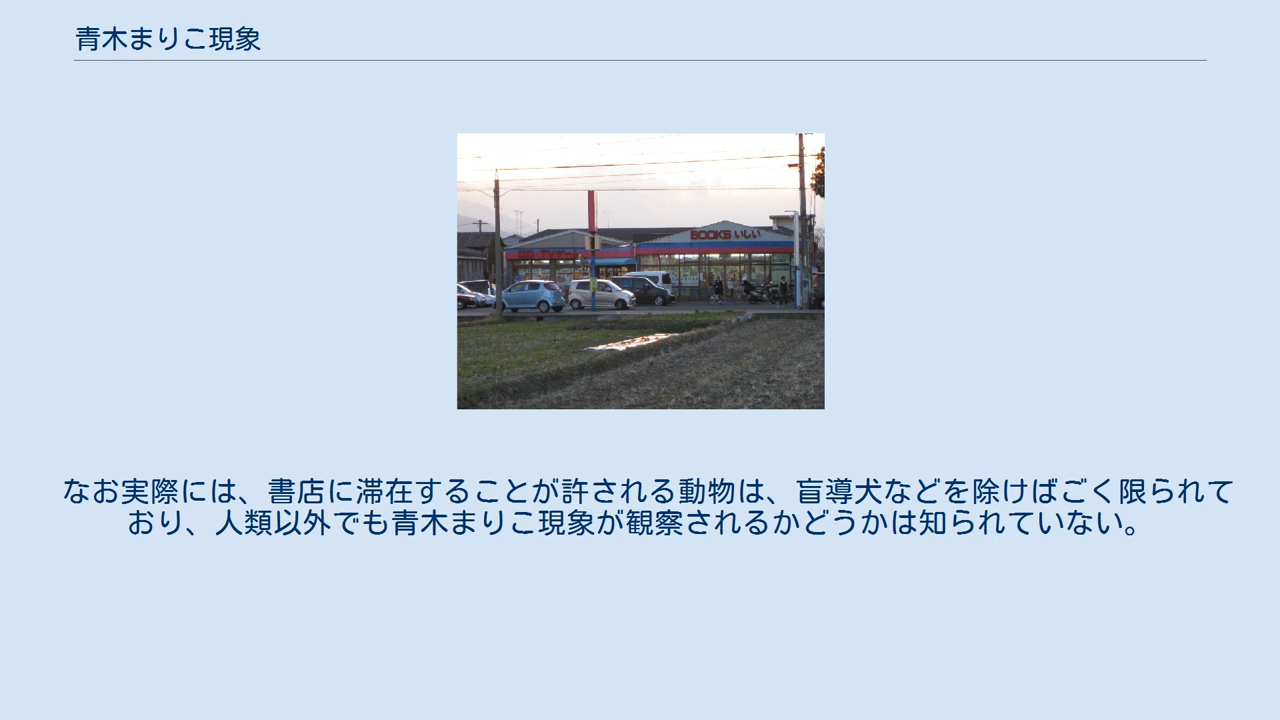 青木まりこ現象
BOOKS いしい
なお実際には、書店に滞在することが許される動物は、盲導犬などを除けばごく限られて
おり、人類以外でも青木まりこ現象が観察されるかどうかは知られていない。